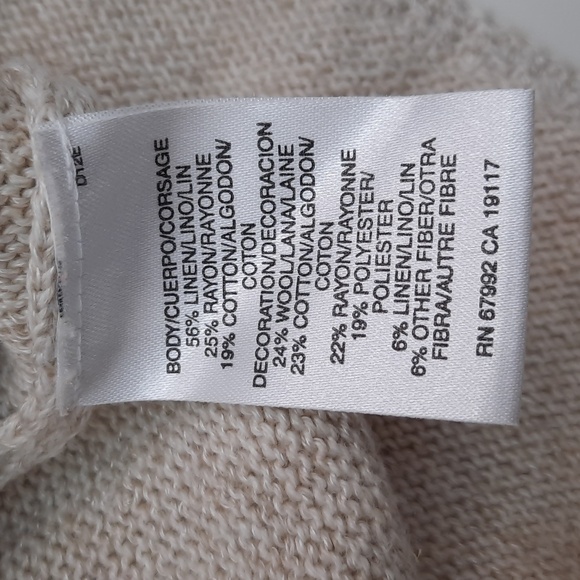 BODY/CUERPO/CORSAGE
56% LINEN/LINO/LIN
25% RAYON/RAYONNE
19% COTTON/ALGODON/
COTON
DECORATION/DECORACION
24% WOOL/LANA/LAINE
23% COTTON/ALGODON/
COTON
22% RAYON/RAYONNE
19% POLYESTER/
POLIESTER
6% LINEN/LINO/LIN
6% OTHER FIBER/OTRA
FIBRA/AUTRE FIBRE
RN 67992 CA 19117